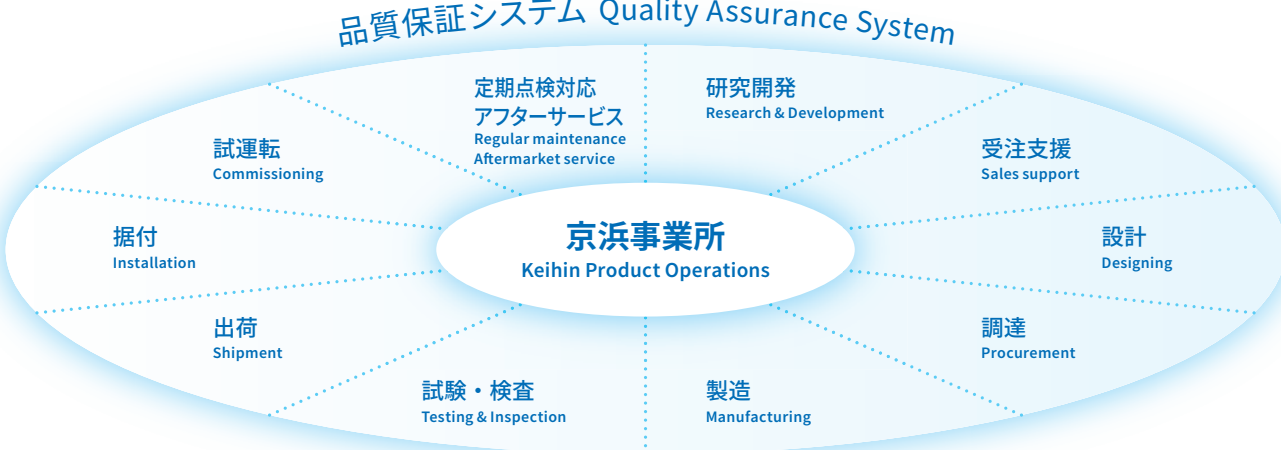 品質保証システム Quality Assurance System
定期点検対応
アフターサービス
Regular maintenance
Aftermarket service
研究開発
Research & Development
試運転
Commissioning
受注支援
Sales support
据付
Installation
京浜事業所
Keihin Product Operations
設計
Designing
出荷
Shipment
調達
Procurement
試験・検査
Testing & Inspection
製造
Manufacturing